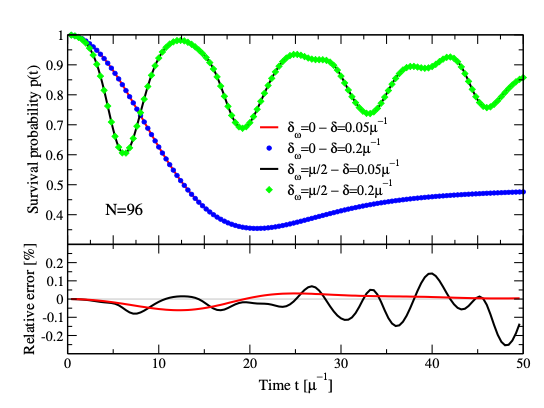 1
0.9
0.8
0.7
0.6
0.5
0.4
Survival probability p(t)
δω=0 − δ=0.05μ⁻¹
δω=0 − δ=0.2μ⁻¹
δω=μ/2 − δ=0.05μ⁻¹
δω=μ/2 − δ=0.2μ⁻¹
N=96
0.2
0.1
0
-0.1
-0.2
Relative error [%]
0 10 20 30 40 50
Time t [μ⁻¹]